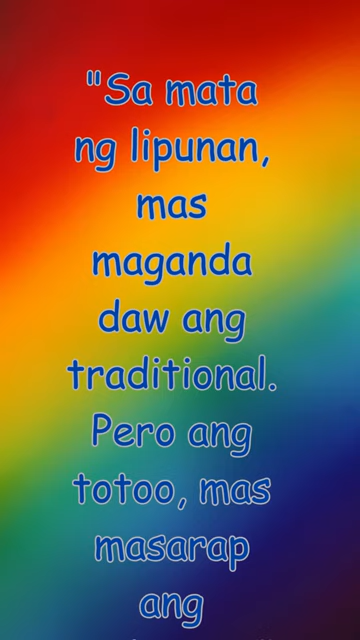 "Sa mata
ng lipunan,
mas
maganda
daw ang
traditional.
Pero ang
totoo, mas
masarap
ang